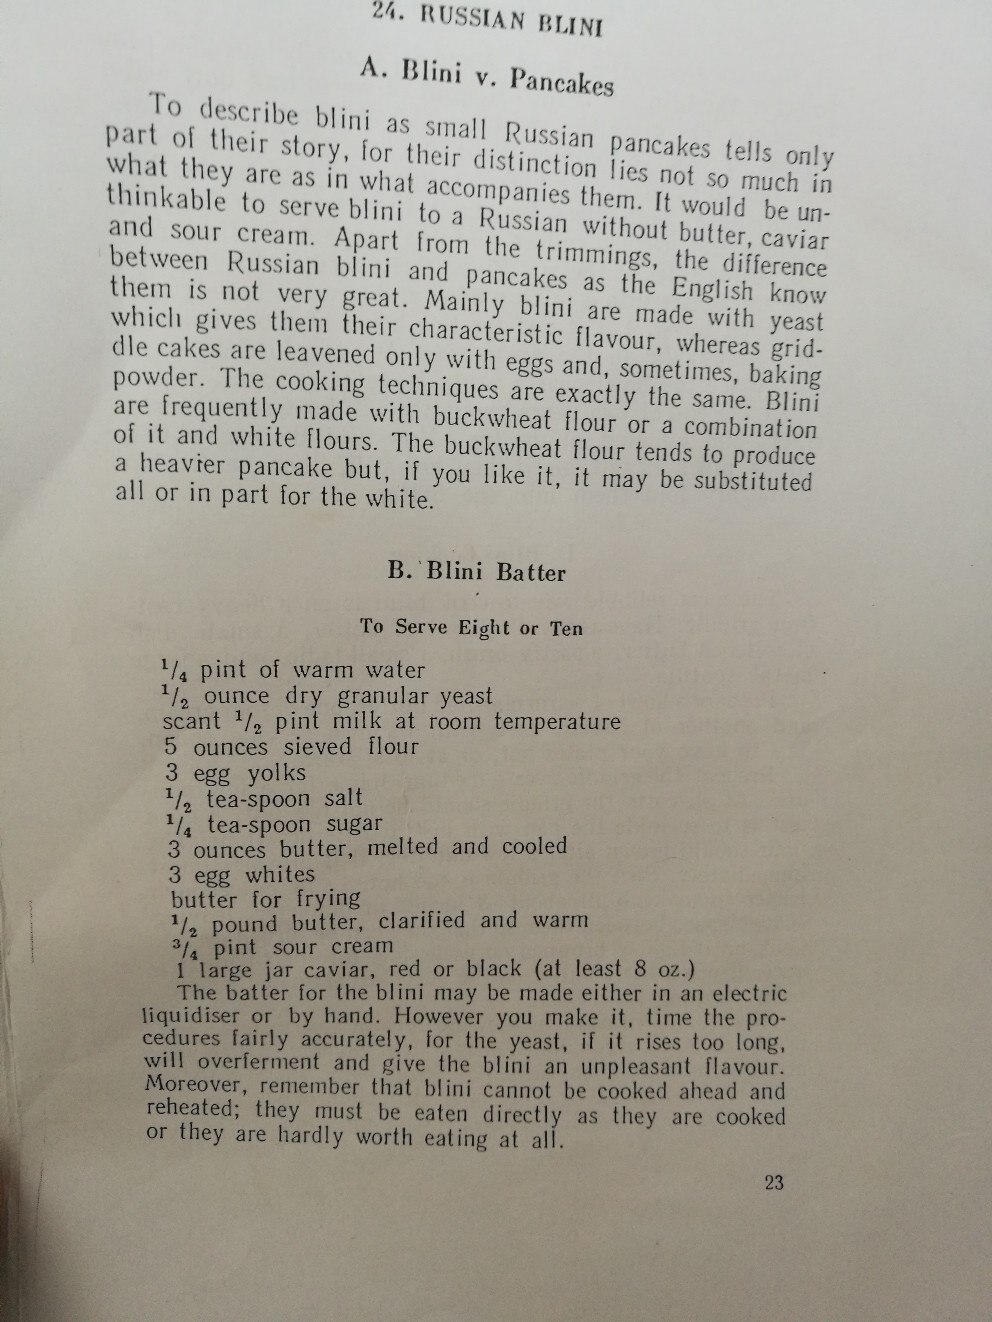 24. RUSSIAN BLINI
A. Blini v. Pancakes
To describe blini as small Russian pancakes tells only
part of their story, for their distinction lies not so much in
what they are as in what accompanies them. It would be un-
thinkable to serve blini to a Russian without butter, caviar
and sour cream. Apart from the trimmings, the difference
between Russian blini and pancakes as the English know
them is not very great. Mainly blini are made with yeast
which gives them their characteristic flavour, whereas grid-
dle cakes are leavened only with eggs and, sometimes, baking
powder. The cooking techniques are exactly the same. Blini
are frequently made with buckwheat flour or a combination
of it and white flours. The buckwheat flour tends to produce
a heavier pancake but, if you like it, it may be substituted
all or in part for the white.
B. Blini Batter
To Serve Eight or Ten
1/4 pint of warm water
1/2 ounce dry granular yeast
scant 1/2 pint milk at room temperature
5 ounces sieved flour
3 egg yolks
1/2 tea-spoon salt
1/4 tea-spoon sugar
3 ounces butter, melted and cooled
3 egg whites
butter for frying
1/2 pound butter, clarified and warm
3/4 pint sour cream
1 large jar caviar, red or black (at least 8 oz.)
The batter for the blini may be made either in an electric
liquidiser or by hand. However you make it, time the pro-
cedures fairly accurately, for the yeast, if it rises too long,
will overferment and give the blini an unpleasant flavour.
Moreover, remember that blini cannot be cooked ahead and
reheated; they must be eaten directly as they are cooked
or they are hardly worth eating at all.
23